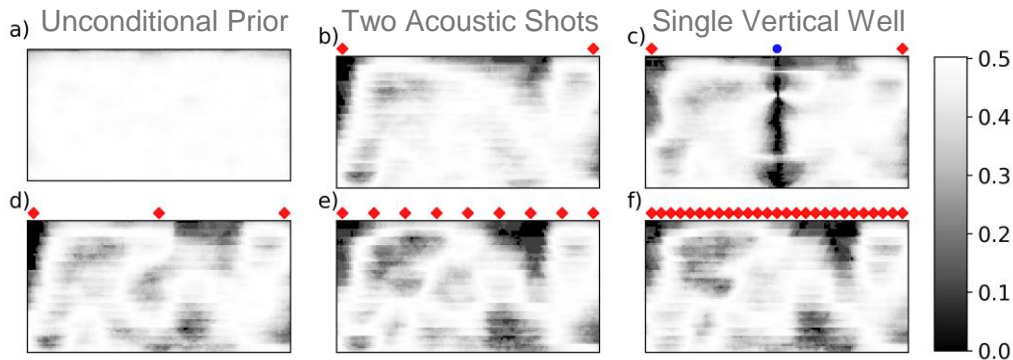 Unconditional Prior
Two Acoustic Shots
Single Vertical Well
a)
b)
c)
0.5
0.4
0.3
0.2
0.1
0.0
d)
e)
f)